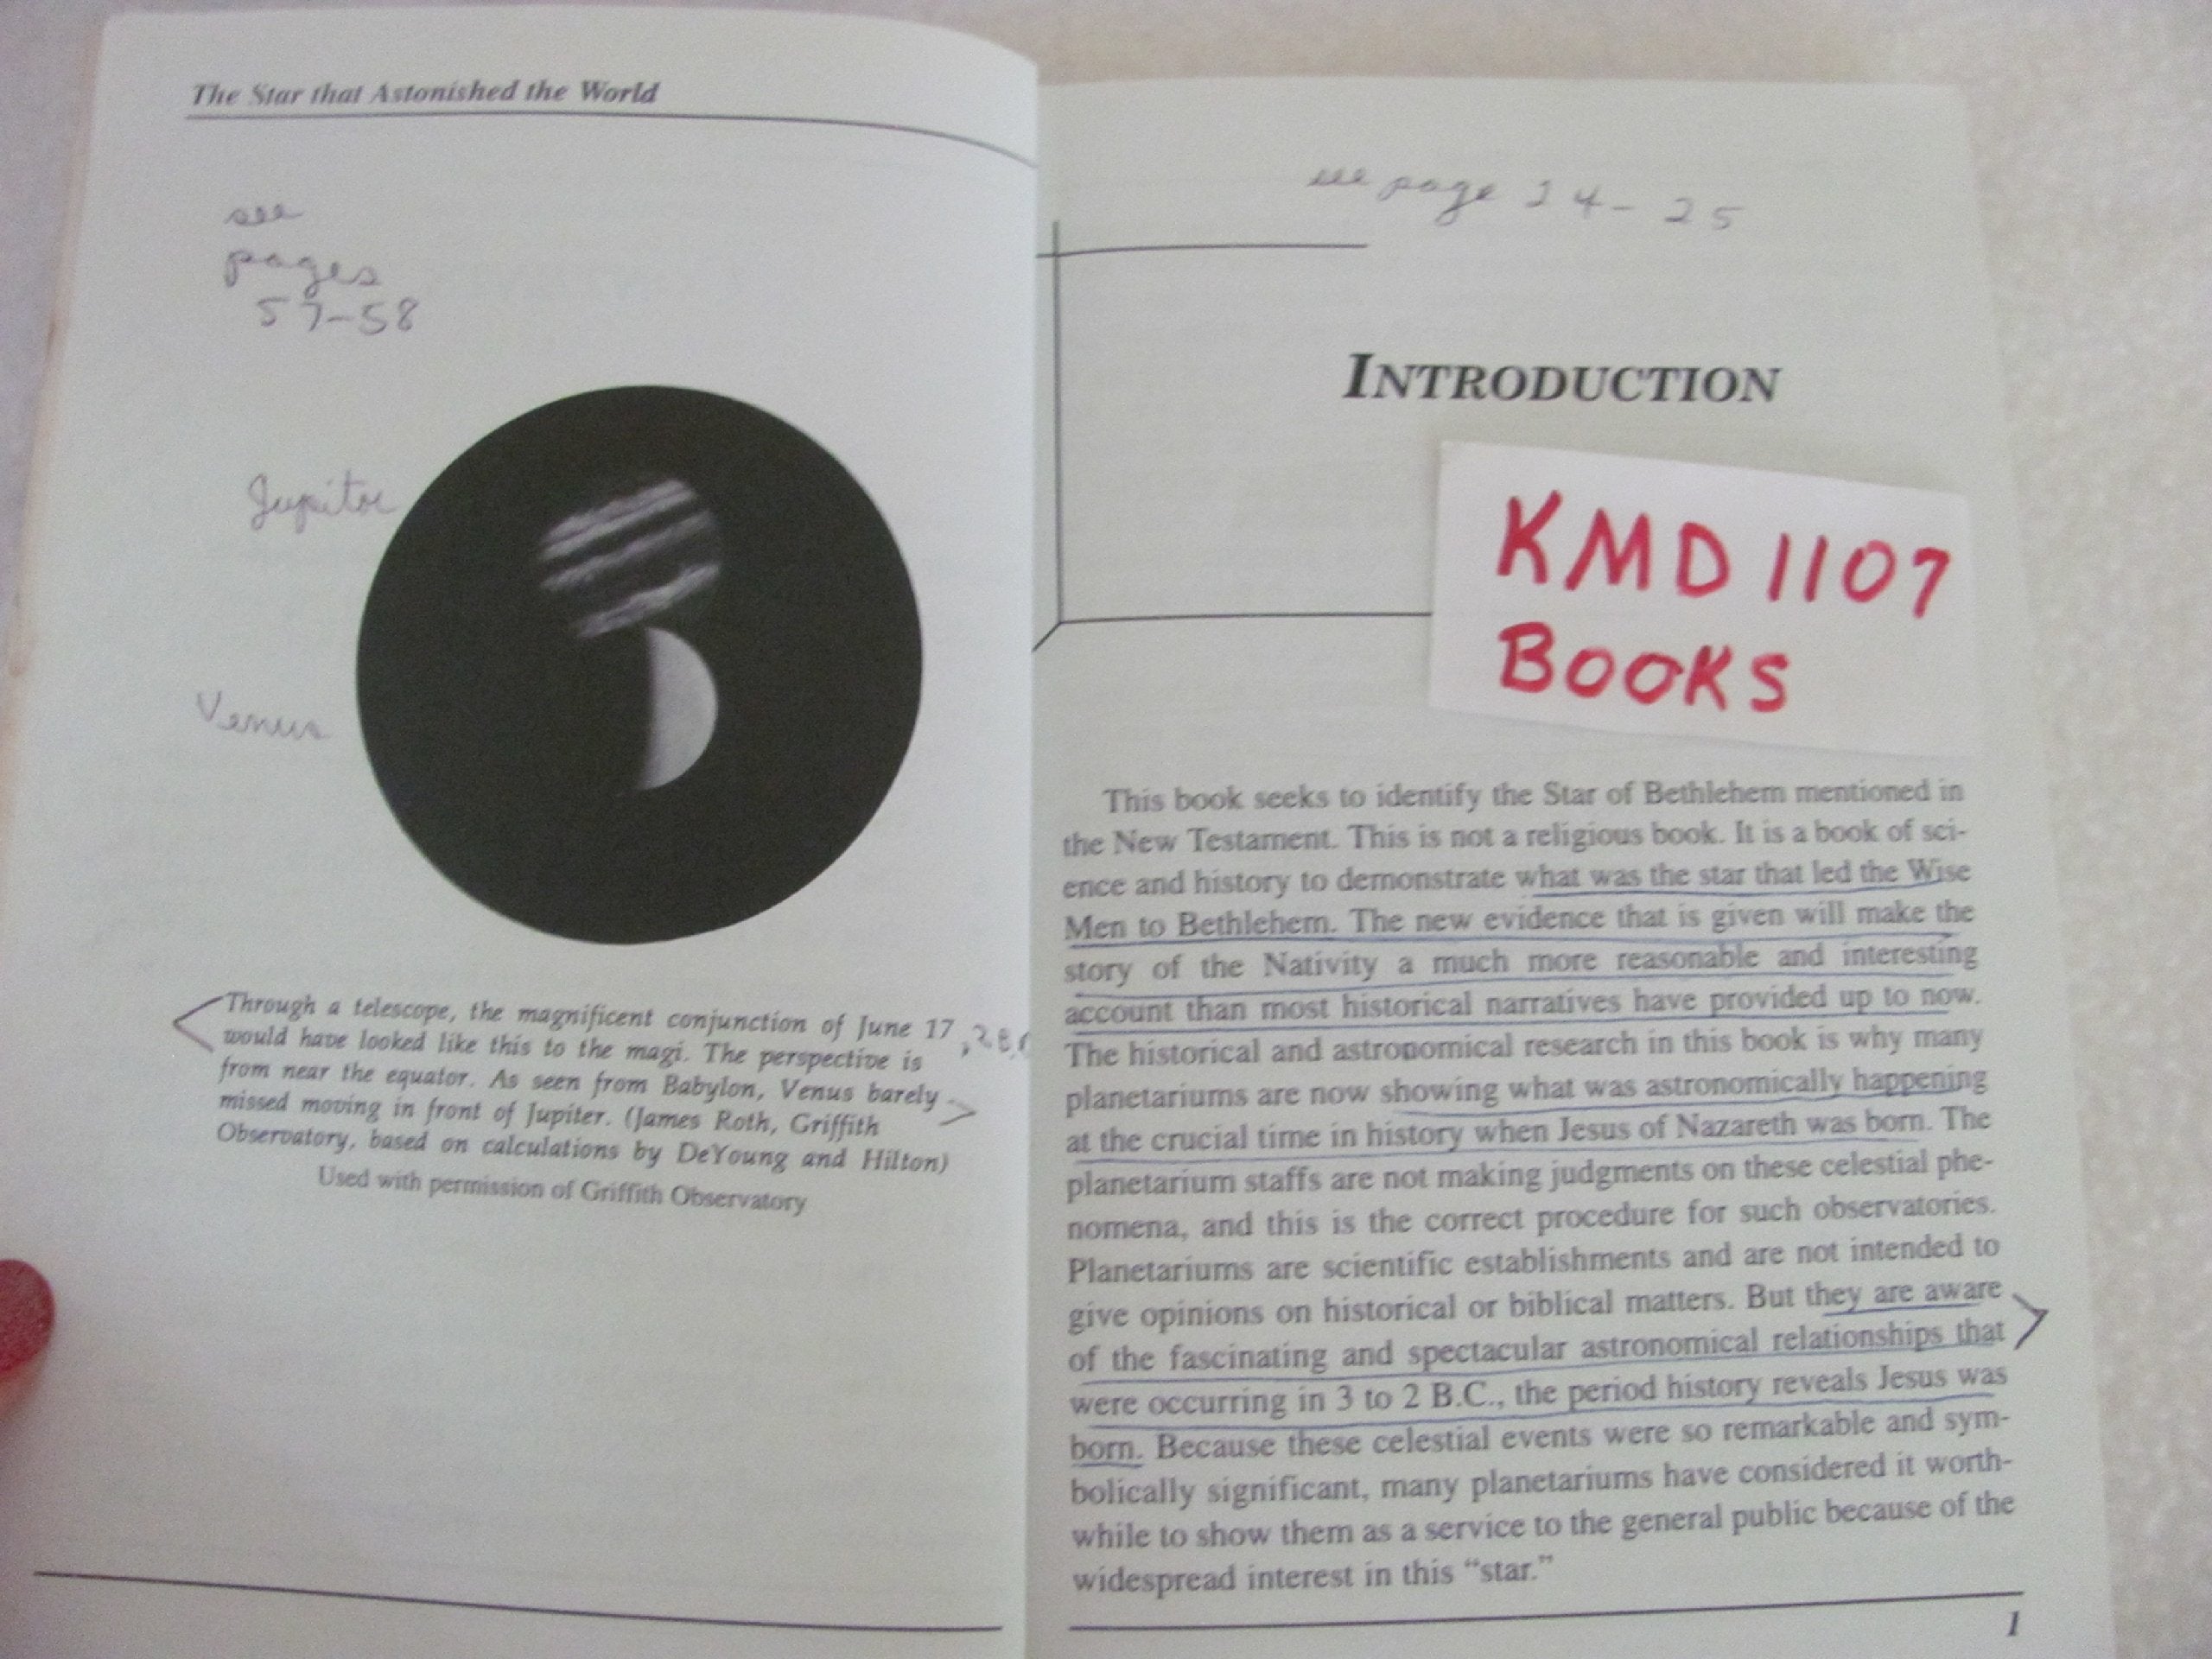 The Star that Astonished the World
see
pages
57-58
Jupitor
Venus
Through a telescope, the magnificent conjunction of June 17, 2 B.C
would have looked like this to the magi. The perspective is
from near the equator. As seen from Babylon, Venus barely
missed moving in front of Jupiter. (James Roth, Griffith
Observatory, based on calculations by DeYoung and Hilton)
Used with permission of Griffith Observatory
see page 24-25
INTRODUCTION
KMD 1107
BOOKS
This book seeks to identify the Star of Bethlehem mentioned in
the New Testament. This is not a religious book. It is a book of sci-
ence and history to demonstrate what was the star that led the Wise
Men to Bethlehem. The new evidence that is given will make the
story of the Nativity a much more reasonable and interesting
account than most historical narratives have provided up to now.
The historical and astronomical research in this book is why many
planetariums are now showing what was astronomically happening
at the crucial time in history when Jesus of Nazareth was born. The
planetarium staffs are not making judgments on these celestial phe-
nomena, and this is the correct procedure for such observatories.
Planetariums are scientific establishments and are not intended to
give opinions on historical or biblical matters. But they are aware
of the fascinating and spectacular astronomical relationships that
were occurring in 3 to 2 B.C., the period history reveals Jesus was
born. Because these celestial events were so remarkable and sym-
bolically significant, many planetariums have considered it worth-
while to show them as a service to the general public because of the
widespread interest in this “star.”
1